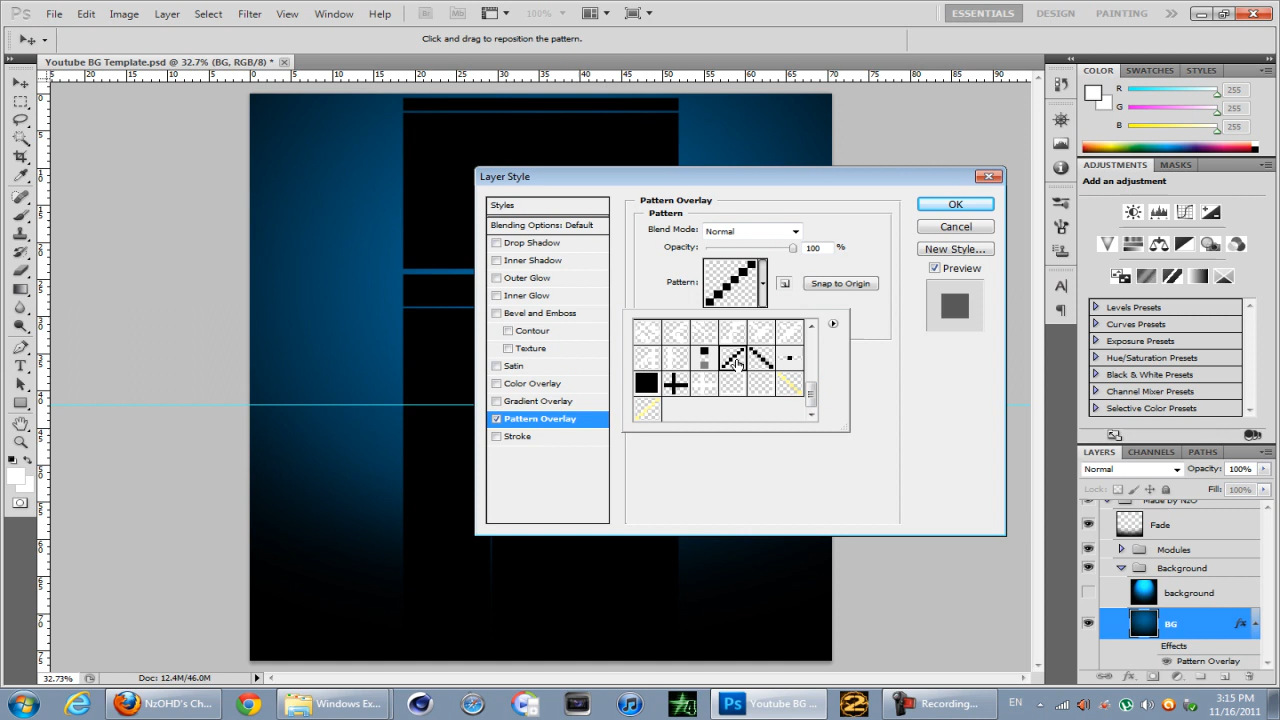 Ps File Edit Image Layer Select Filter View Window Help Br Mb 100% ESSENTIALS DESIGN PAINTING
Click and drag to reposition the pattern.
Youtube BG Template.psd @ 32.7% (BG, RGB/8) *
COLOR SWATCHES STYLES
R 255
G 255
B 255
ADJUSTMENTS MASKS
Add an adjustment
Levels Presets
Curves Presets
Exposure Presets
Hue/Saturation Presets
Black & White Presets
Channel Mixer Presets
Selective Color Presets
LAYERS CHANNELS PATHS
Normal Opacity: 100%
Lock: Fill: 100%
Made by NzO
Fade
Modules
Background
background
BG fx
Effects
Pattern Overlay
Layer Style
Styles
Blending Options: Default
Drop Shadow
Inner Shadow
Outer Glow
Inner Glow
Bevel and Emboss
Contour
Texture
Satin
Color Overlay
Gradient Overlay
Pattern Overlay
Stroke
Pattern Overlay
Pattern
Blend Mode: Normal
Opacity: 100 %
Pattern: Snap to Origin
OK
Cancel
New Style...
Preview
32.73% Doc: 12.4M/46.0M
NzOHD's Ch... Windows Ex... Youtube BG ... Recording... EN 3:15 PM
11/16/2011